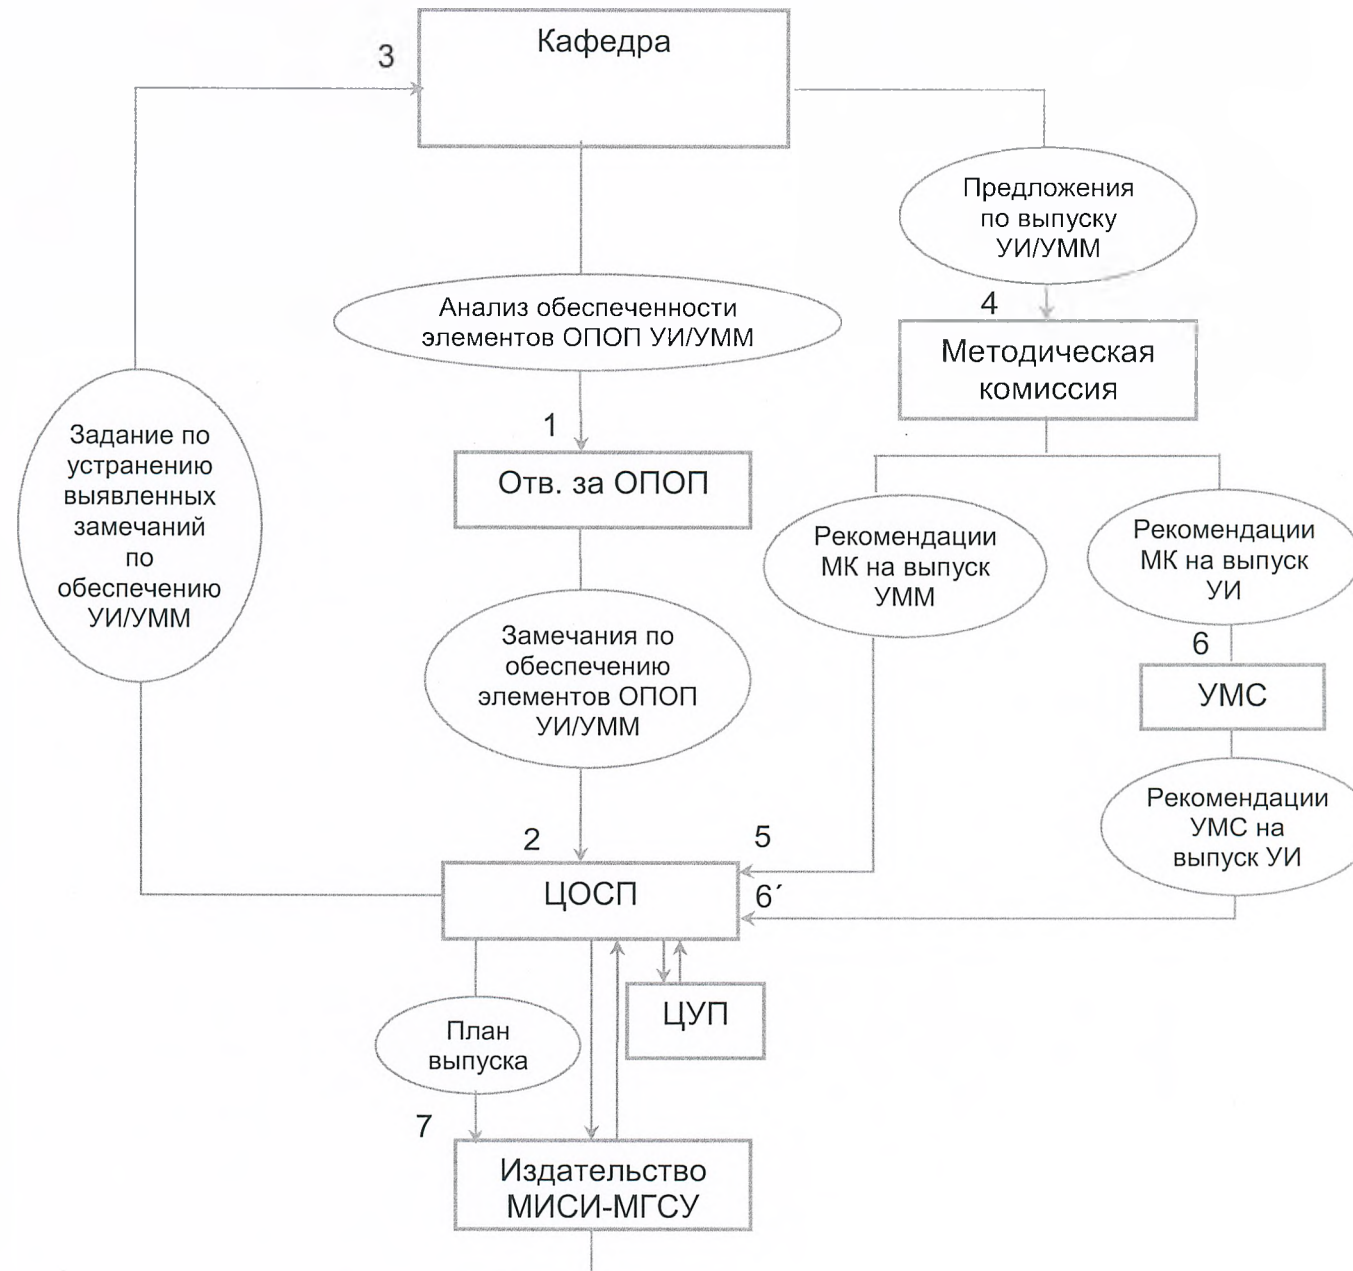 Кафедра
3
Предложения
по выпуску
УИ/УММ
Анализ обеспеченности
элементов ОПОП УИ/УММ
4
Методическая
комиссия
1
Отв. за ОПОП
Задание по
устранению
выявленных
замечаний
по
обеспечению
УИ/УММ
Рекомендации
МК на выпуск
УММ
Рекомендации
МК на выпуск
УИ
6
УМС
Замечания по
обеспечению
элементов ОПОП
УИ/УММ
Рекомендации
УМС на
выпуск УИ
2
5
ЦОСП
6´
ЦУП
План
выпуска
7
Издательство
МИСИ-МГСУ